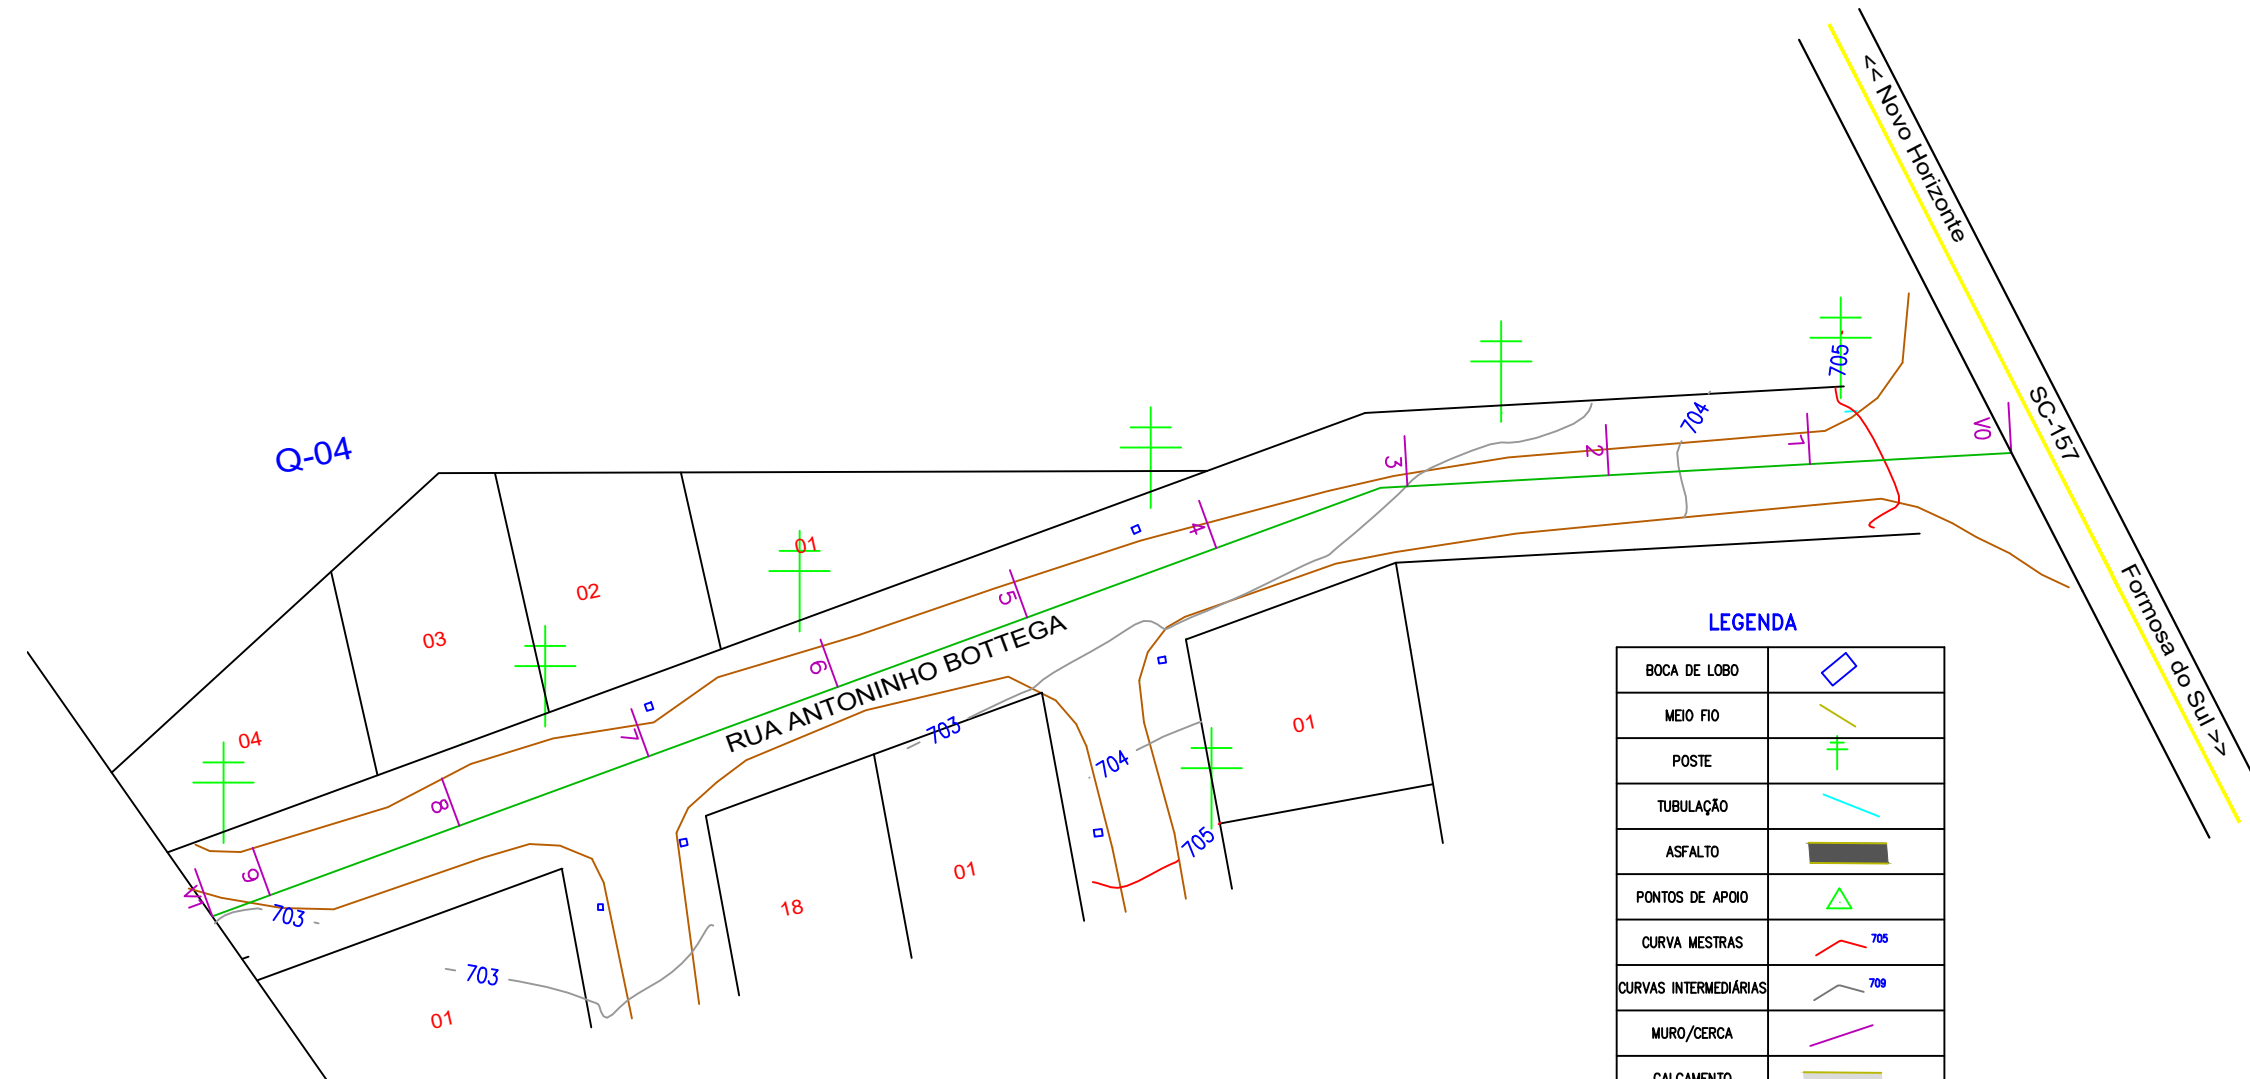 << Novo Horizonte
SC-157
Formosa do Sul >>
Q-04
705
704
V0
1
2
3
4
5
6
7
8
9
01
02
03
04
RUA ANTONINHO BOTTEGA
703
704
705
01
01
18
703
703
01
LEGENDA
BOCA DE LOBO
MEIO FIO
POSTE
TUBULAÇÃO
ASFALTO
PONTOS DE APOIO
CURVA MESTRAS 705
CURVAS INTERMEDIÁRIAS 709
MURO/CERCA